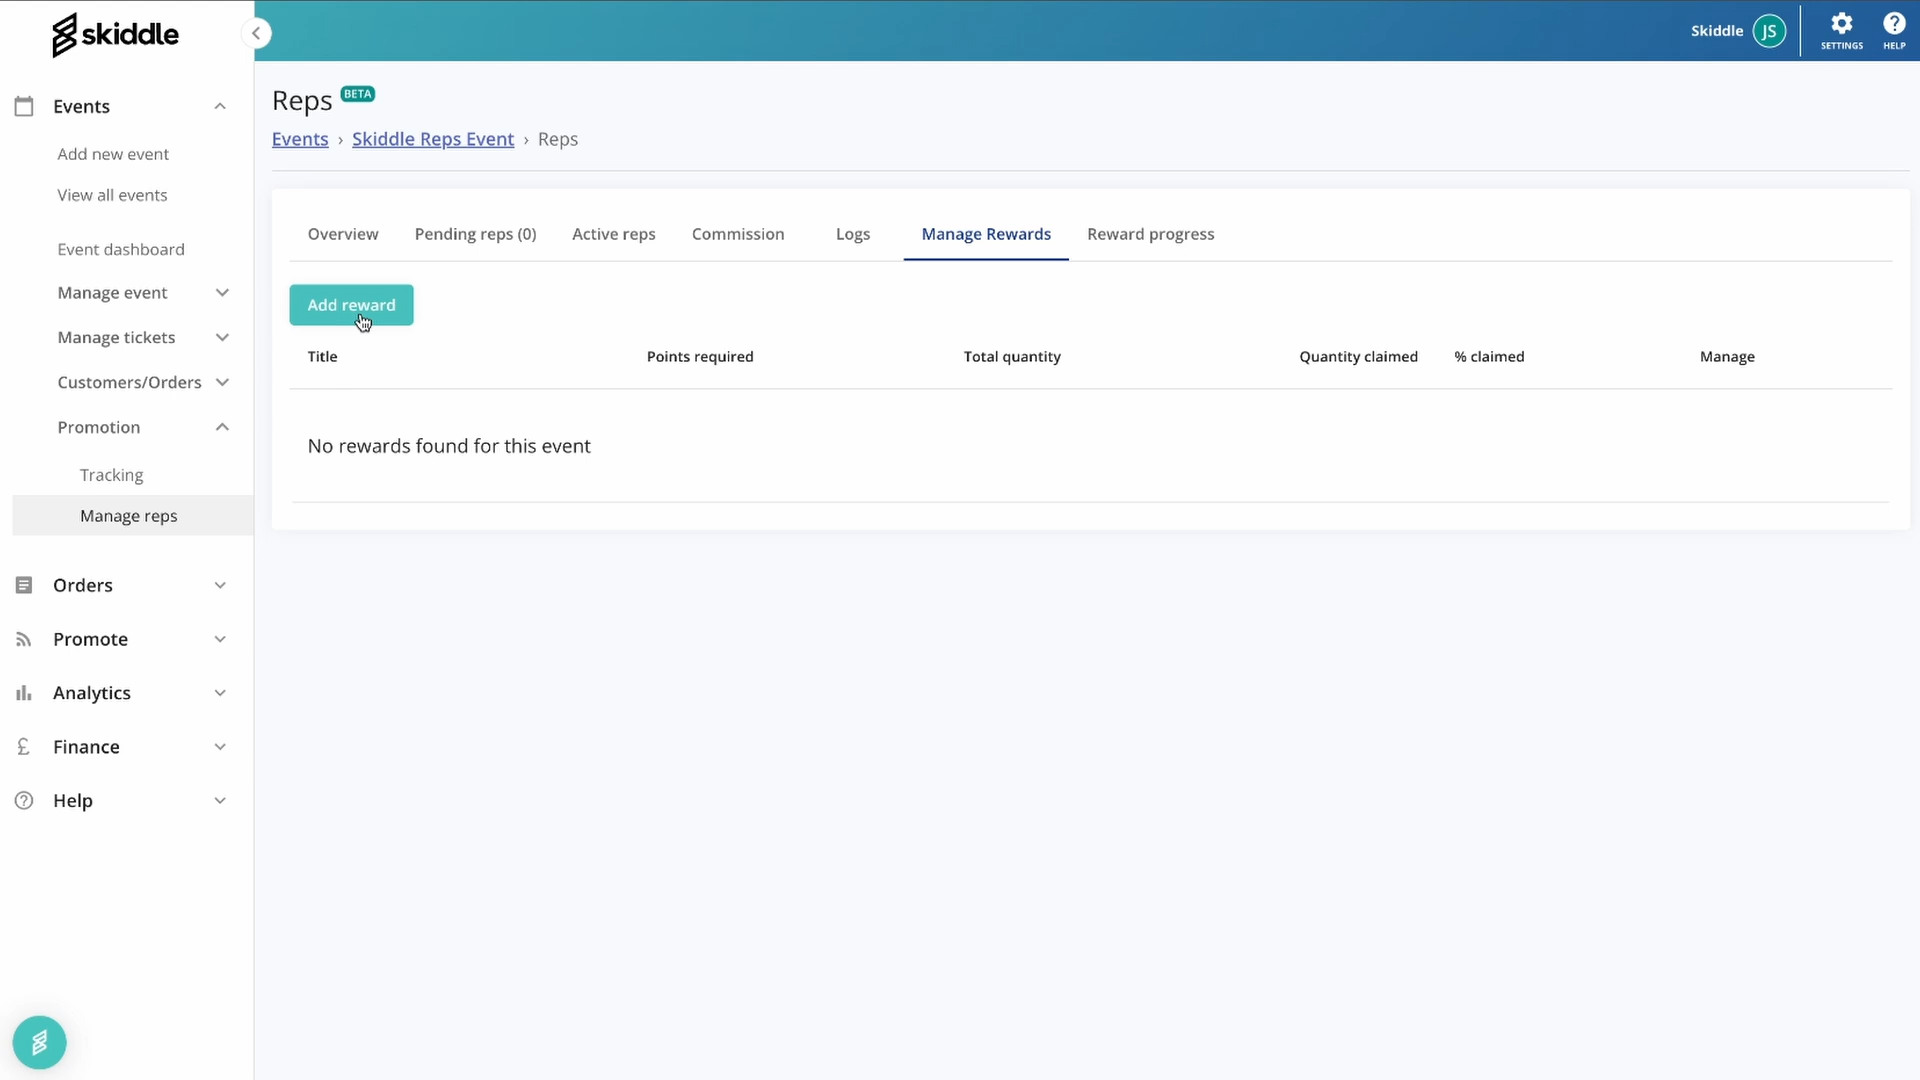 skiddle
Skiddle JS
SETTINGS
HELP
Events
Add new event
View all events
Event dashboard
Manage event
Manage tickets
Customers/Orders
Promotion
Tracking
Manage reps
Orders
Promote
Analytics
£ Finance
? Help
Reps BETA
Events › Skiddle Reps Event › Reps
Overview Pending reps (0) Active reps Commission Logs Manage Rewards Reward progress
Add reward
Title Points required Total quantity Quantity claimed % claimed Manage
No rewards found for this event